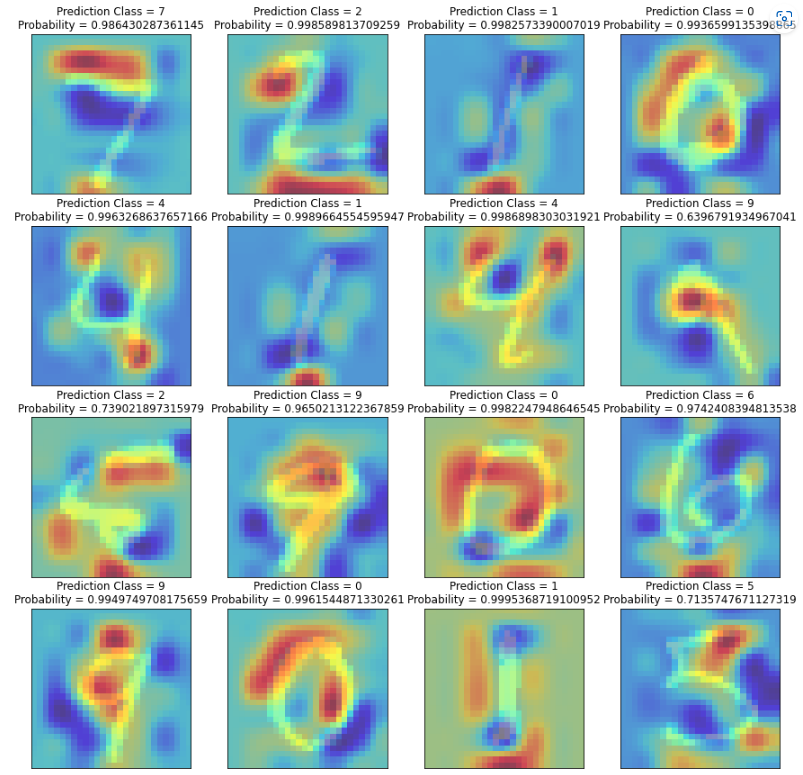 Prediction Class = 7
Probability = 0.986430287361145
Prediction Class = 2
Probability = 0.998589813709259
Prediction Class = 1
Probability = 0.9982573390007019
Prediction Class = 0
Probability = 0.9936599135398865
Prediction Class = 4
Probability = 0.9963268637657166
Prediction Class = 1
Probability = 0.9989664554595947
Prediction Class = 4
Probability = 0.9986898303031921
Prediction Class = 9
Probability = 0.6396791934967041
Prediction Class = 2
Probability = 0.739021897315979
Prediction Class = 9
Probability = 0.9650213122367859
Prediction Class = 0
Probability = 0.9982247948646545
Prediction Class = 6
Probability = 0.9742408394813538
Prediction Class = 9
Probability = 0.9949749708175659
Prediction Class = 0
Probability = 0.9961544871330261
Prediction Class = 1
Probability = 0.9995368719100952
Prediction Class = 5
Probability = 0.7135747671127319